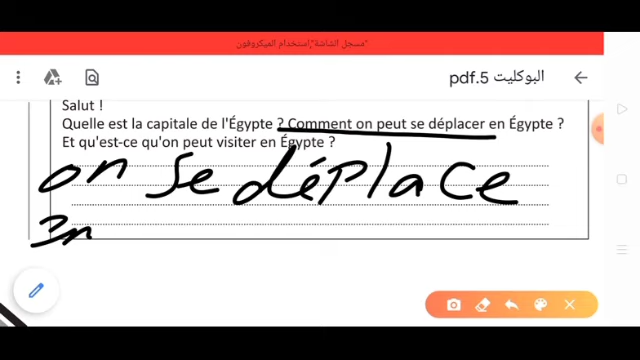 "مسجل الشاشة",استخدام الميكروفون
البوكليت 5.pdf
Salut !
Quelle est la capitale de l'Égypte ? Comment on peut se déplacer en Égypte ?
Et qu'est-ce qu'on peut visiter en Égypte ?
on se déplace